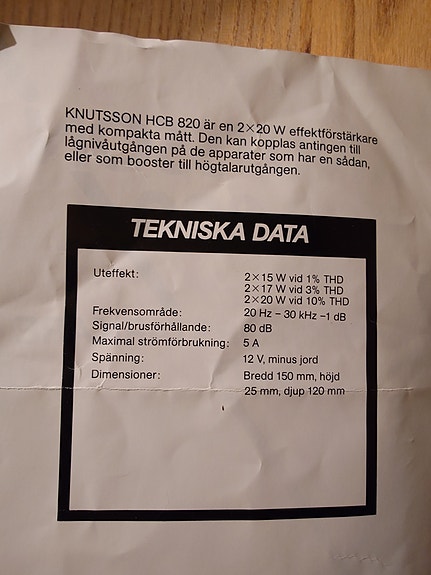 KNUTSSON HCB 820 är en 2×20 W effektförstärkare
med kompakta mått. Den kan kopplas antingen till
lågnivåutgången på de apparater som har en sådan,
eller som booster till högtalarutgången.
TEKNISKA DATA
Uteffekt: 2×15 W vid 1% THD
2×17 W vid 3% THD
2×20 W vid 10% THD
Frekvensområde: 20 Hz – 30 kHz –1 dB
Signal/brusförhållande: 80 dB
Maximal strömförbrukning: 5 A
Spänning: 12 V, minus jord
Dimensioner: Bredd 150 mm, höjd
25 mm, djup 120 mm